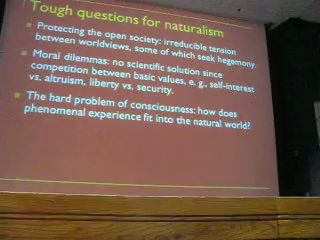 Tough questions for naturalism
Protecting the open society: irreducible tension
between worldviews, some of which seek hegemony.
Moral dilemmas: no scientific solution since
competition between basic values, e. g., self-interest
vs. altruism, liberty vs. security.
The hard problem of consciousness: how does
phenomenal experience fit into the natural world?